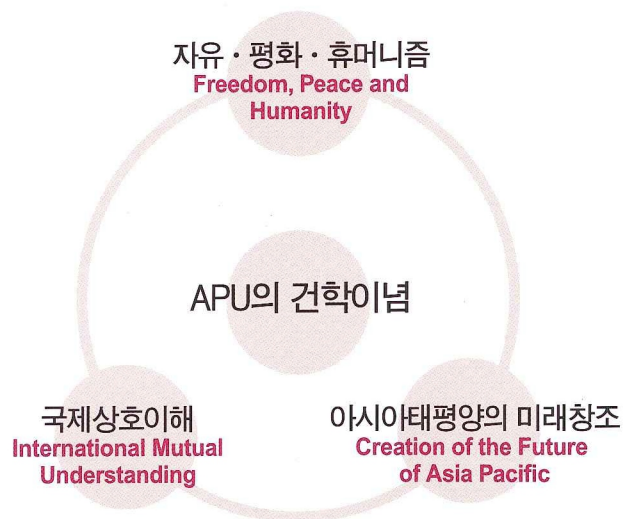 자유 · 평화 · 휴머니즘
Freedom, Peace and
Humanity
APU의 건학이념
국제상호이해
International Mutual
Understanding
아시아태평양의 미래창조
Creation of the Future
of Asia Pacific